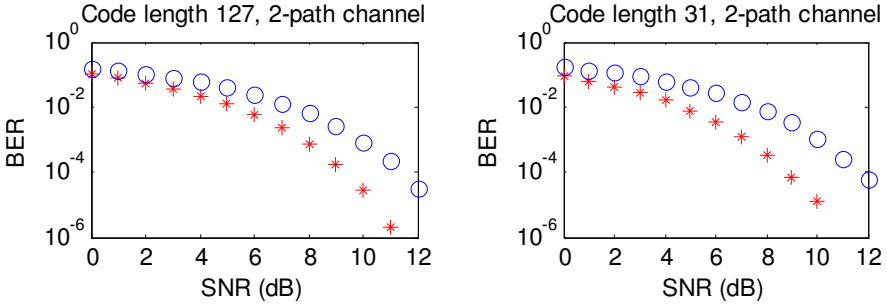 Code length 127, 2-path channel
10^0
10^-2
10^-4
10^-6
BER
0 2 4 6 8 10 12
SNR (dB)
Code length 31, 2-path channel
10^0
10^-2
10^-4
10^-6
BER
0 2 4 6 8 10 12
SNR (dB)